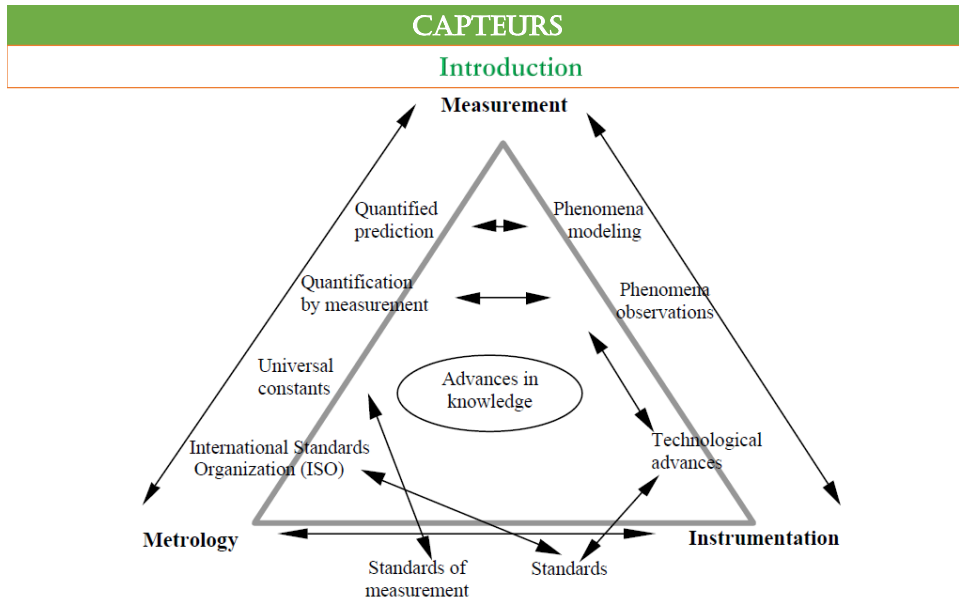 CAPTEURS
Introduction
Measurement
Quantified
prediction
Phenomena
modeling
Quantification
by measurement
Phenomena
observations
Universal
constants
Advances in
knowledge
International Standards
Organization (ISO)
Technological
advances
Metrology
Instrumentation
Standards of
measurement
Standards